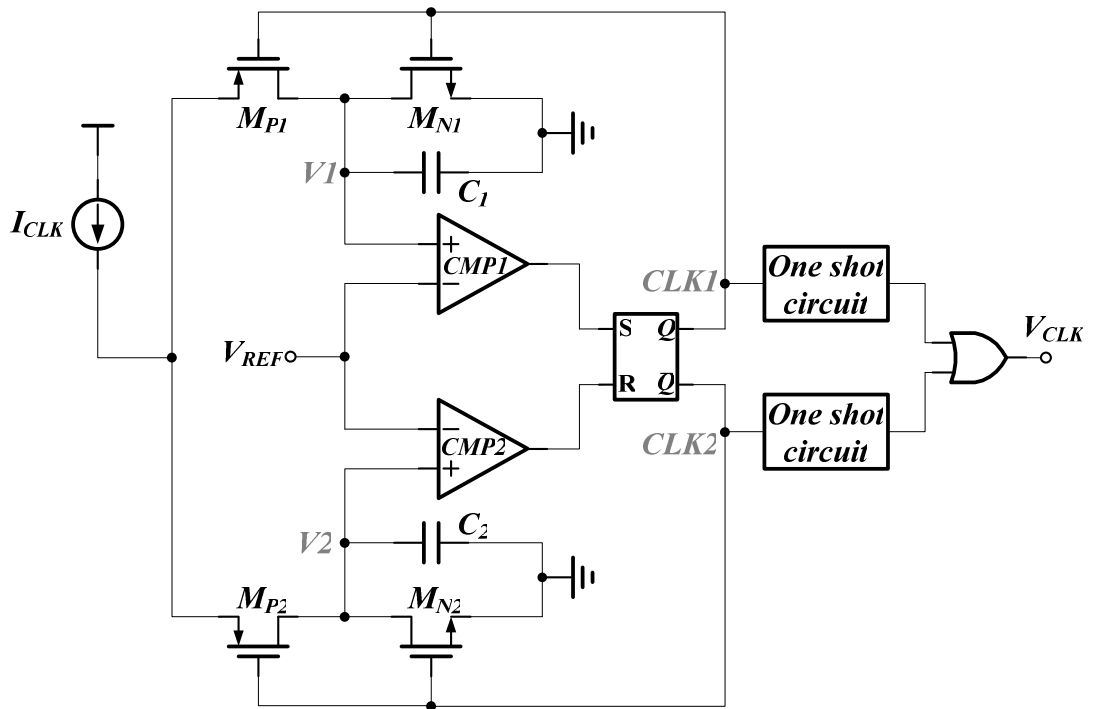 M_P1
M_N1
V1
C_1
I_CLK
+
CMP1
−
CLK1
One shot
circuit
S Q
V_REF
V_CLK
R Q̅
−
CMP2
+
CLK2
One shot
circuit
C_2
V2
M_P2
M_N2